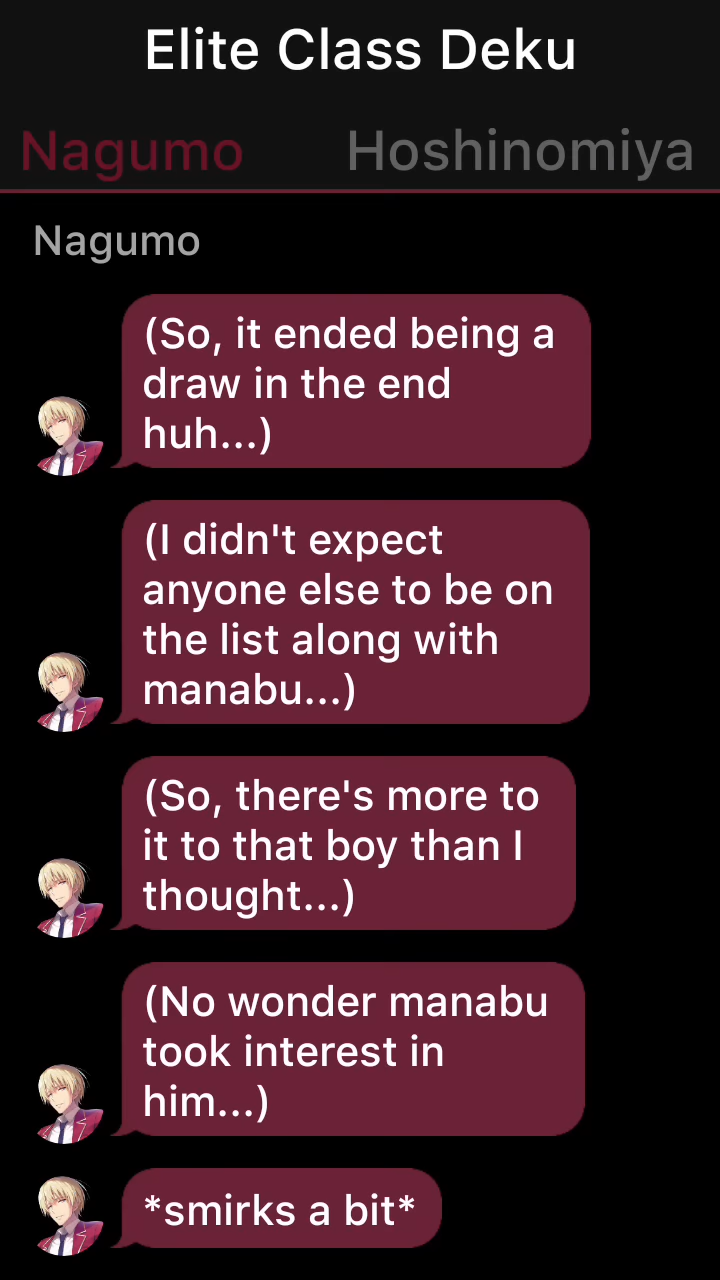 Elite Class Deku
Nagumo Hoshinomiya
Nagumo
(So, it ended being a
draw in the end
huh...)
(I didn't expect
anyone else to be on
the list along with
manabu...)
(So, there's more to
it to that boy than I
thought...)
(No wonder manabu
took interest in
him...)
*smirks a bit*